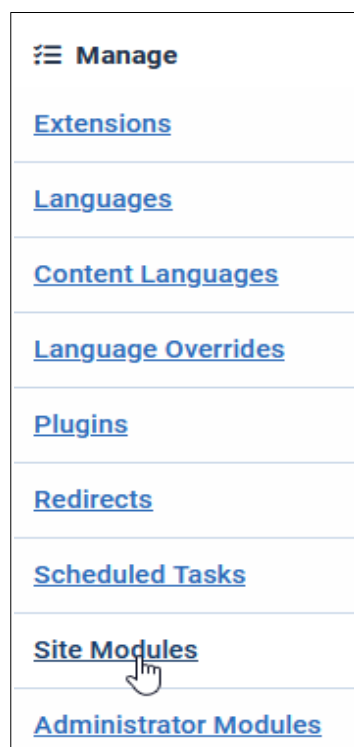 Manage
Extensions
Languages
Content Languages
Language Overrides
Plugins
Redirects
Scheduled Tasks
Site Modules
Administrator Modules